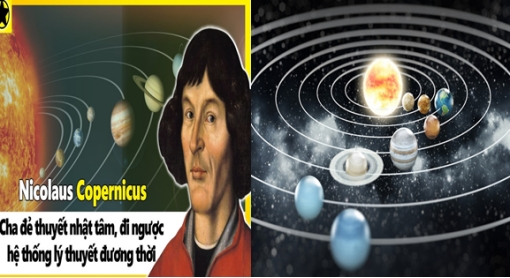 Nicolaus Copernicus
Cha đẻ thuyết nhật tâm, đi ngược
hệ thống lý thuyết đương thời